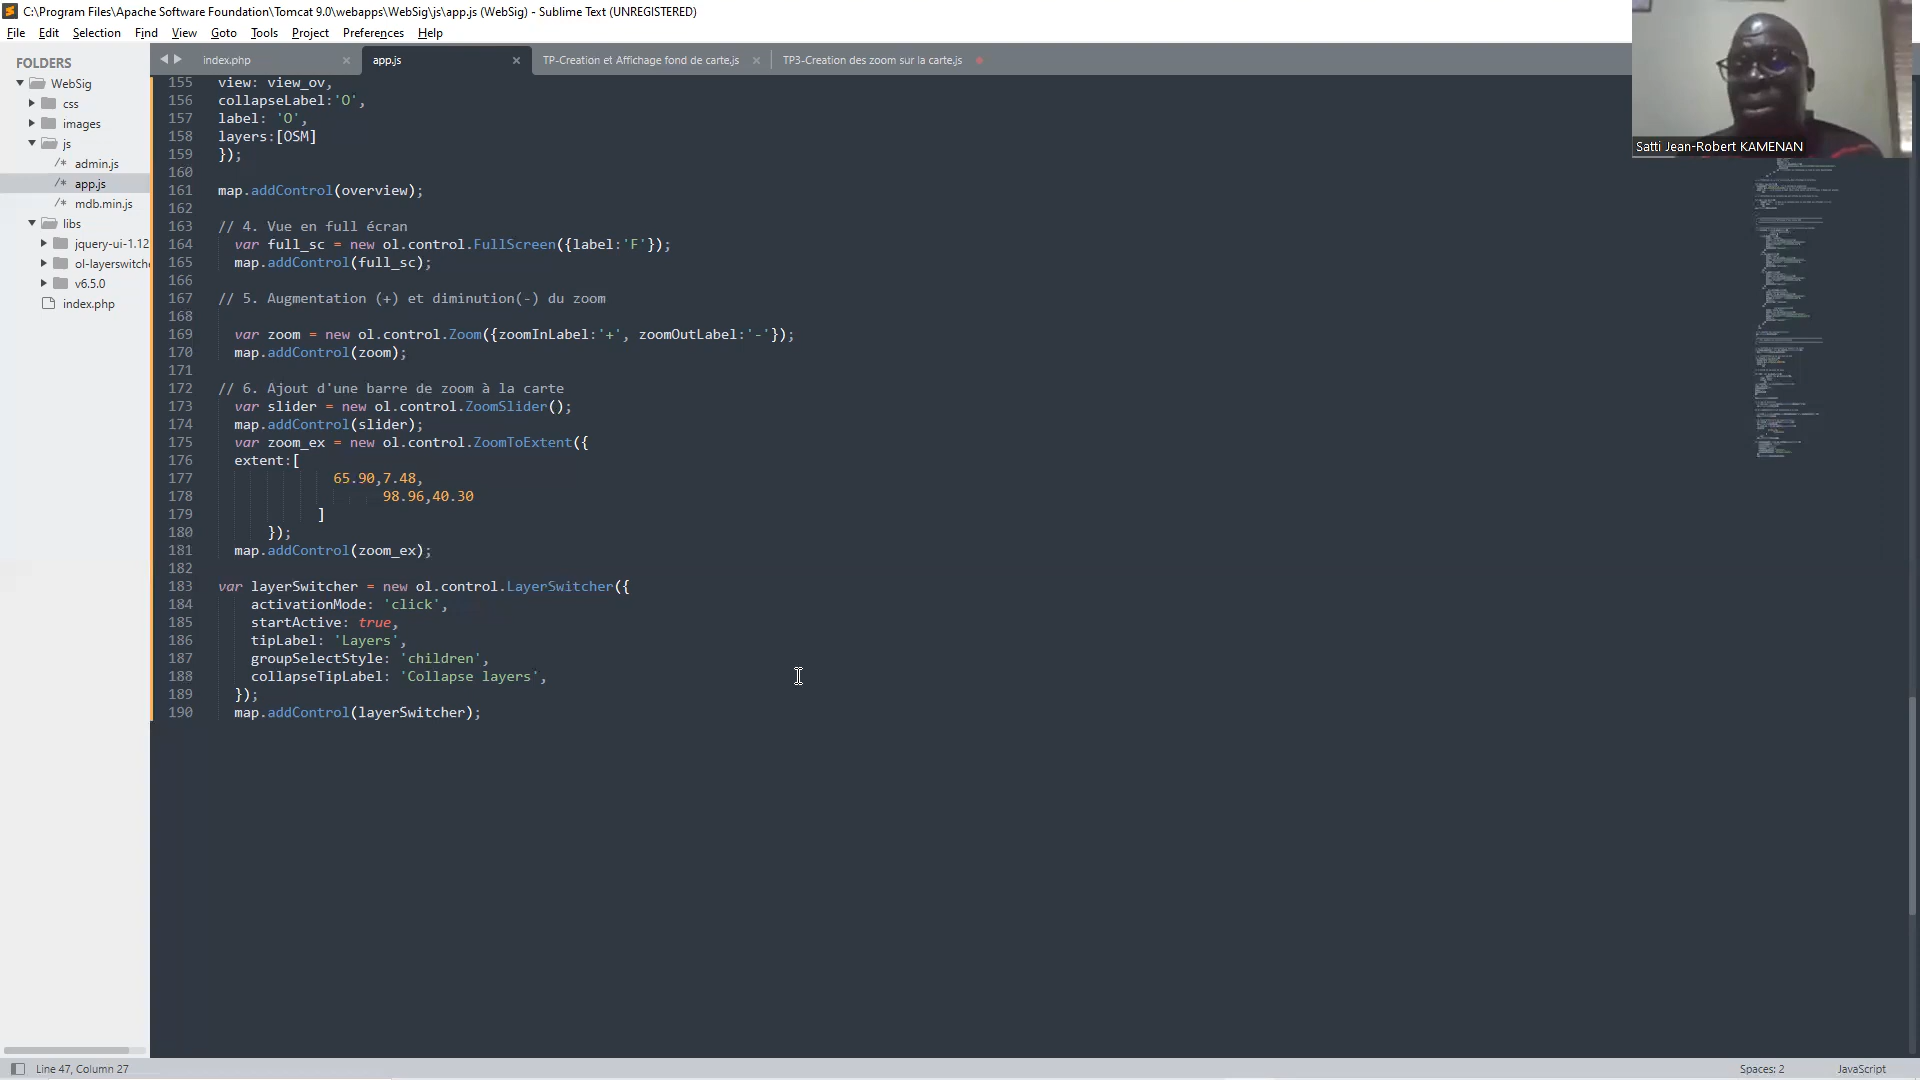 C:\Program Files\Apache Software Foundation\Tomcat 9.0\webapps\WebSig\js\app.js (WebSig) - Sublime Text (UNREGISTERED)
File Edit Selection Find View Goto Tools Project Preferences Help
FOLDERS
WebSig
css
images
js
/* admin.js
/* app.js
/* mdb.min.js
libs
jquery-ui-1.12
ol-layerswitche
v6.5.0
index.php
index.php × app.js × TP-Creation et Affichage fond de carte.js × TP3-Creation des zoom sur la carte.js
155 view: view_ov,
156 collapseLabel:'O',
157 label: 'O',
158 layers:[OSM]
159 });
160
161 map.addControl(overview);
162
163 // 4. Vue en full écran
164 var full_sc = new ol.control.FullScreen({label:'F'});
165 map.addControl(full_sc);
166
167 // 5. Augmentation (+) et diminution(-) du zoom
168
169 var zoom = new ol.control.Zoom({zoomInLabel:'+', zoomOutLabel:'-'});
170 map.addControl(zoom);
171
172 // 6. Ajout d'une barre de zoom à la carte
173 var slider = new ol.control.ZoomSlider();
174 map.addControl(slider);
175 var zoom_ex = new ol.control.ZoomToExtent({
176 extent:[
177 65.90,7.48,
178 98.96,40.30
179 ]
180 });
181 map.addControl(zoom_ex);
182
183 var layerSwitcher = new ol.control.LayerSwitcher({
184 activationMode: 'click',
185 startActive: true,
186 tipLabel: 'Layers',
187 groupSelectStyle: 'children',
188 collapseTipLabel: 'Collapse layers',
189 });
190 map.addControl(layerSwitcher);
Satti Jean-Robert KAMENAN
Line 47, Column 27
Spaces: 2
JavaScript